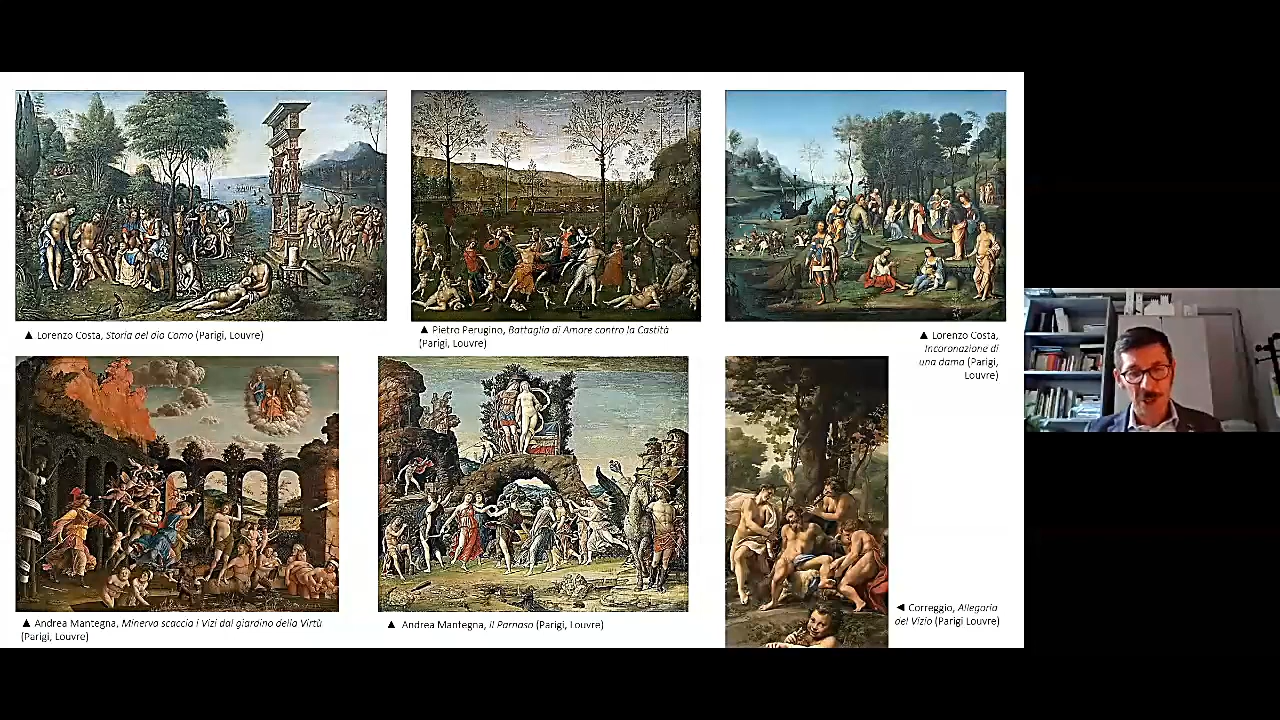 ▲ Lorenzo Costa, Storia del dio Como (Parigi, Louvre)
▲ Pietro Perugino, Battaglia di Amore contro la Castità
(Parigi, Louvre)
▲ Lorenzo Costa,
Incoronazione di
una dama (Parigi,
Louvre)
▲ Andrea Mantegna, Minerva scaccia i Vizi dal giardino della Virtù
(Parigi, Louvre)
▲ Andrea Mantegna, Il Parnaso (Parigi, Louvre)
◄ Correggio, Allegoria
del Vizio (Parigi Louvre)